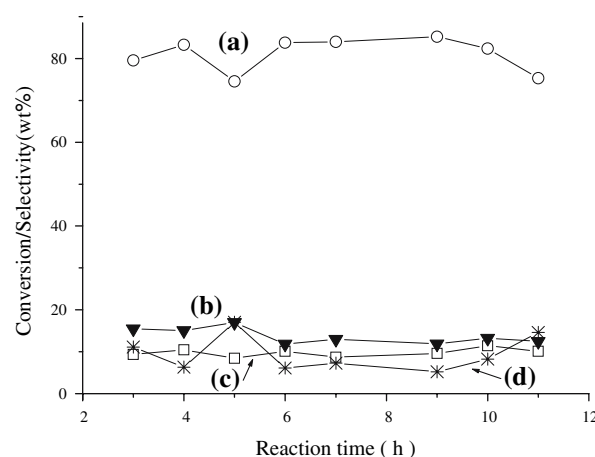 Conversion/Selectivity(wt%)
80
60
40
20
0
(a)
(b)
(c)
(d)
2 4 6 8 10 12
Reaction time ( h )